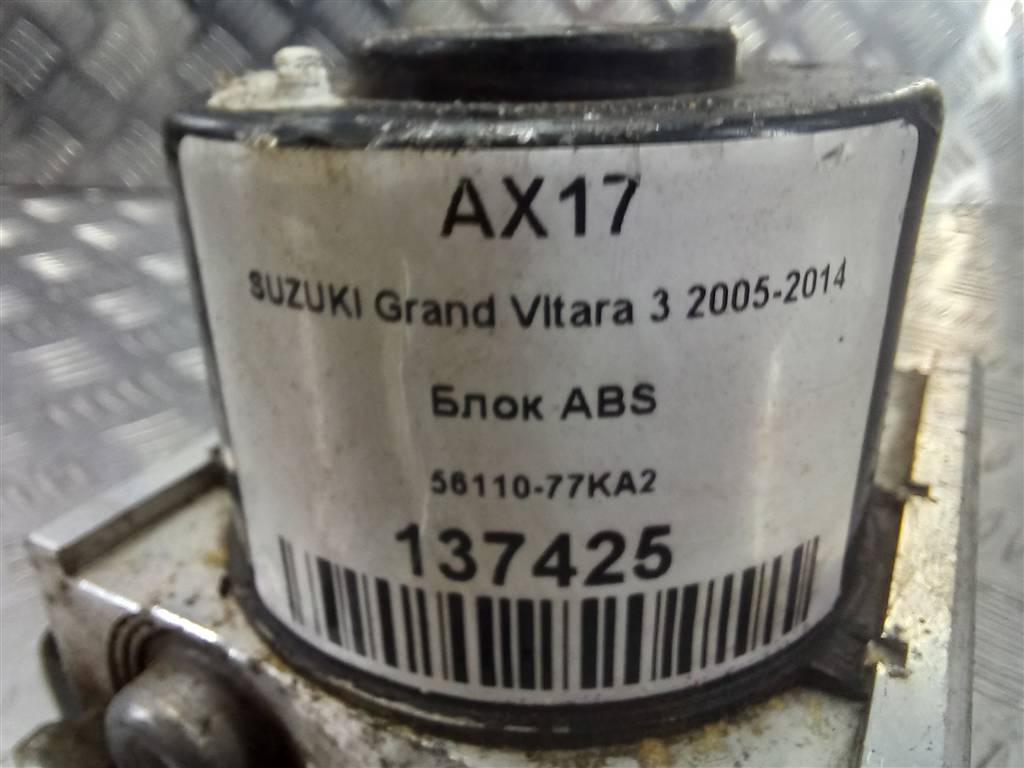 AX17
SUZUKI Grand VItara 3 2005-2014
Блок ABS
56110-77KA2
137425